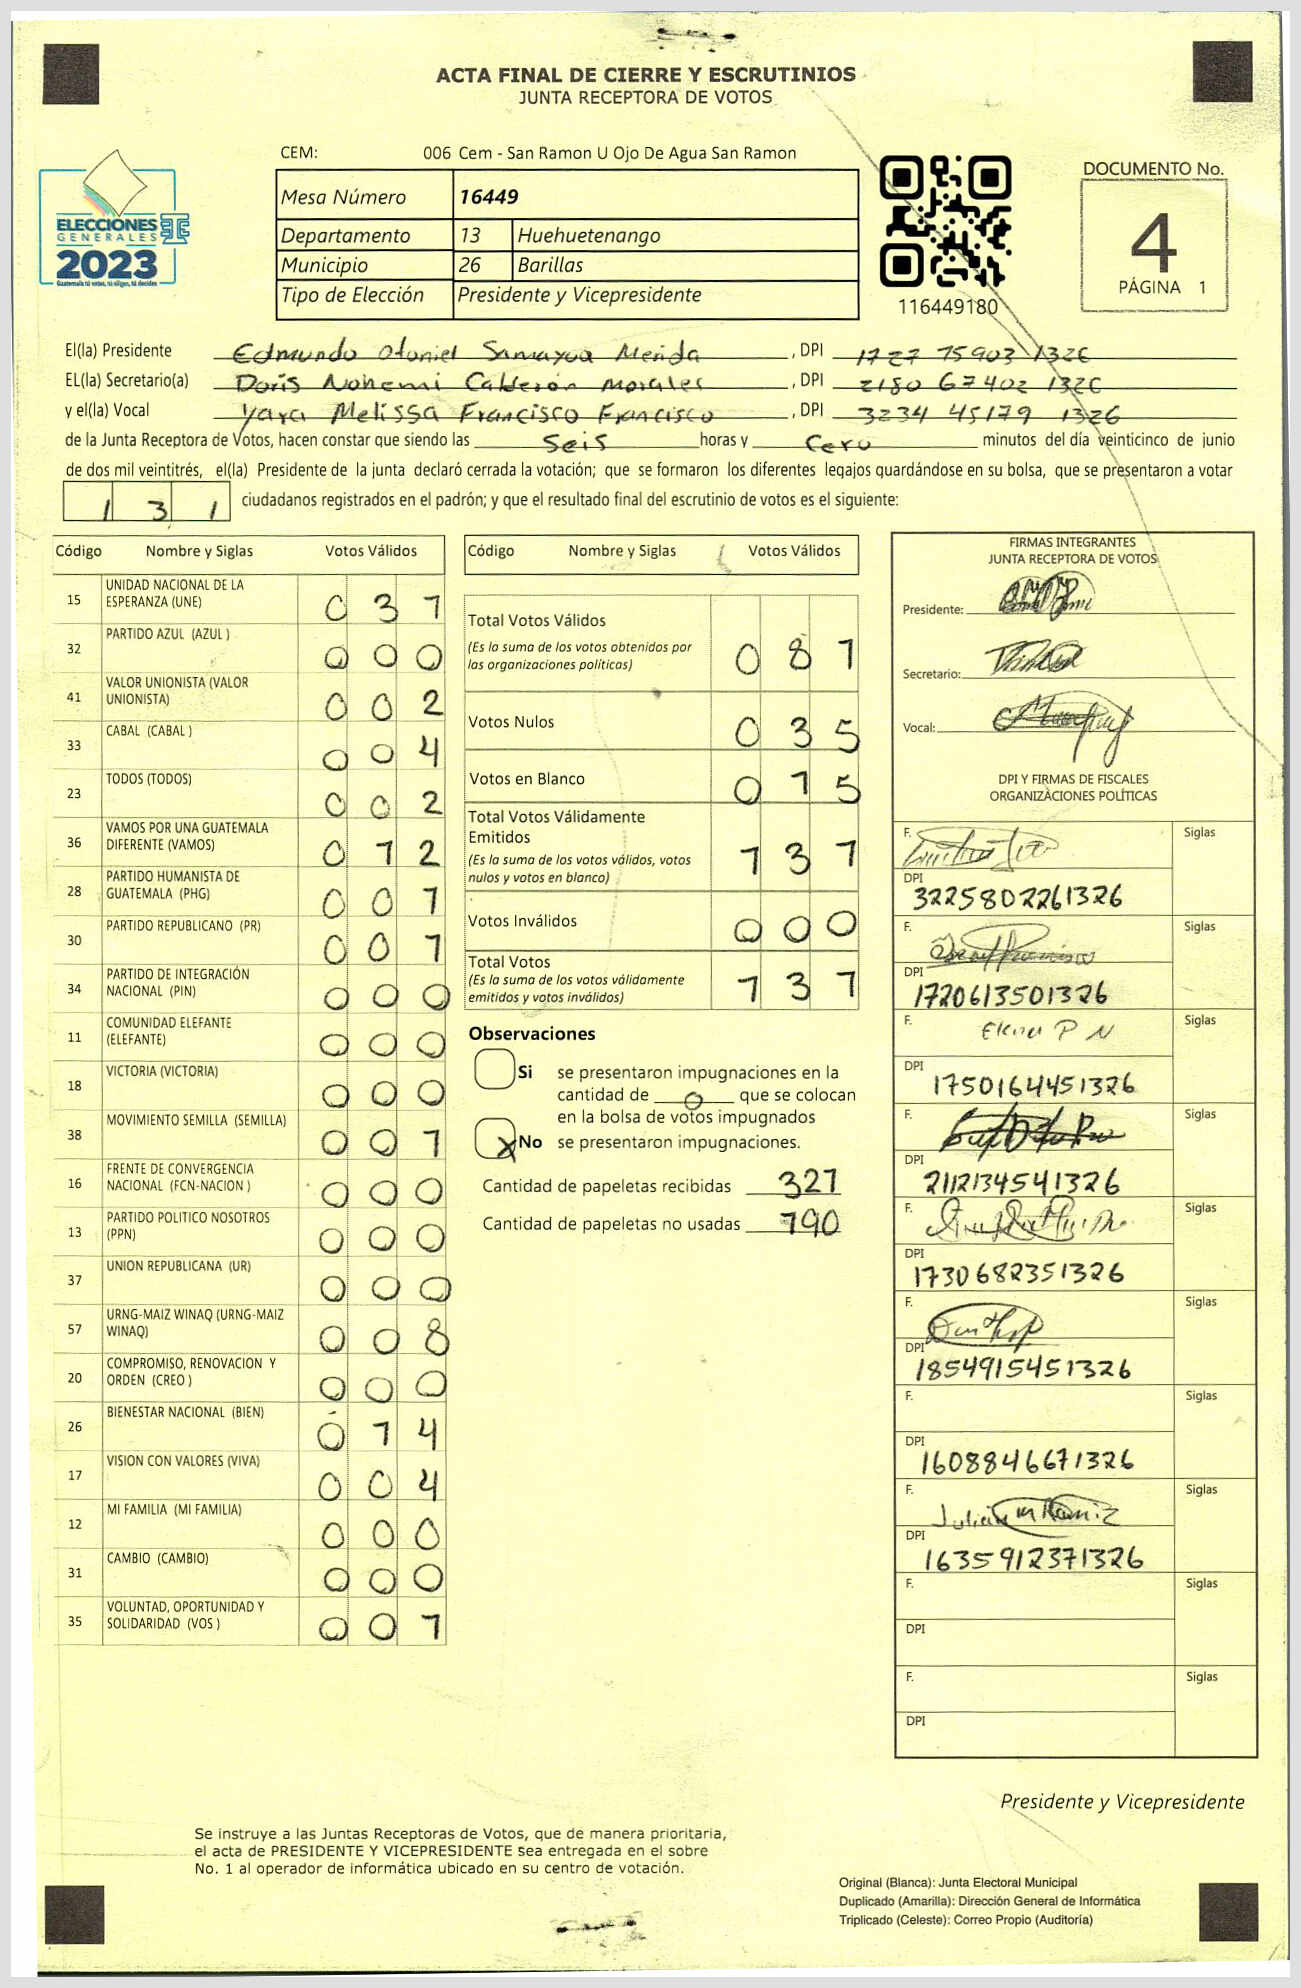 ACTA FINAL DE CIERRE Y ESCRUTINIOS
JUNTA RECEPTORA DE VOTOS
CEM: 006 Cem - San Ramon U Ojo De Agua San Ramon
ELECCIONES
GENERALES
2023
Guatemala tú votas, tú eliges, tú decides
Mesa Número 16449
Departamento 13 Huehuetenango
Municipio 26 Barillas
Tipo de Elección Presidente y Vicepresidente
116449180
DOCUMENTO No.
4
PÁGINA 1
El(la) Presidente Edmundo Otoniel Samayoa Merida , DPI 1727 75903 1326
EL(la) Secretario(a) Doris Nohemi Calderón Morales , DPI 2180 67402 1326
y el(la) Vocal Yara Melissa Francisco Francisco , DPI 3234 45179 1326
de la Junta Receptora de Votos, hacen constar que siendo las Seis horas y Cero minutos del día veinticinco de junio
de dos mil veintitrés, el(la) Presidente de la junta declaró cerrada la votación; que se formaron los diferentes legajos guardándose en su bolsa, que se presentaron a votar
1 3 1 ciudadanos registrados en el padrón; y que el resultado final del escrutinio de votos es el siguiente:
Código Nombre y Siglas Votos Válidos
15 UNIDAD NACIONAL DE LA
ESPERANZA (UNE) 0 3 1
32 PARTIDO AZUL (AZUL ) 0 0 0
41 VALOR UNIONISTA (VALOR
UNIONISTA) 0 0 2
33 CABAL (CABAL ) 0 0 4
23 TODOS (TODOS) 0 0 2
36 VAMOS POR UNA GUATEMALA
DIFERENTE (VAMOS) 0 1 2
28 PARTIDO HUMANISTA DE
GUATEMALA (PHG) 0 0 1
30 PARTIDO REPUBLICANO (PR) 0 0 1
34 PARTIDO DE INTEGRACIÓN
NACIONAL (PIN) 0 0 0
11 COMUNIDAD ELEFANTE
(ELEFANTE) 0 0 0
18 VICTORIA (VICTORIA) 0 0 0
38 MOVIMIENTO SEMILLA (SEMILLA) 0 0 1
16 FRENTE DE CONVERGENCIA
NACIONAL (FCN-NACION ) 0 0 0
13 PARTIDO POLITICO NOSOTROS
(PPN) 0 0 0
37 UNION REPUBLICANA (UR) 0 0 0
57 URNG-MAIZ WINAQ (URNG-MAIZ
WINAQ) 0 0 8
20 COMPROMISO, RENOVACION Y
ORDEN (CREO ) 0 0 0
26 BIENESTAR NACIONAL (BIEN) 0 1 4
17 VISION CON VALORES (VIVA) 0 0 4
12 MI FAMILIA (MI FAMILIA) 0 0 0
31 CAMBIO (CAMBIO) 0 0 0
35 VOLUNTAD, OPORTUNIDAD Y
SOLIDARIDAD (VOS ) 0 0 1
Código Nombre y Siglas Votos Válidos
Total Votos Válidos
(Es la suma de los votos obtenidos por
las organizaciones políticas) 0 8 1
Votos Nulos 0 3 5
Votos en Blanco 0 1 5
Total Votos Válidamente
Emitidos
(Es la suma de los votos válidos, votos
nulos y votos en blanco) 1 3 1
Votos Inválidos 0 0 0
Total Votos
(Es la suma de los votos válidamente
emitidos y votos inválidos) 1 3 1
Observaciones
Si se presentaron impugnaciones en la
cantidad de 0 que se colocan
en la bolsa de votos impugnados
X No se presentaron impugnaciones.
Cantidad de papeletas recibidas 321
Cantidad de papeletas no usadas 190
FIRMAS INTEGRANTES
JUNTA RECEPTORA DE VOTOS
Presidente:
Secretario:
Vocal:
DPI Y FIRMAS DE FISCALES
ORGANIZACIONES POLÍTICAS
F. Siglas
DPI
3225802261326
F. Siglas
DPI
1720613501326
F. Elena P N Siglas
DPI
1750164451326
F. Siglas
DPI
2112134541326
F. Siglas
DPI
1730682351326
F. Siglas
DPI
1854915451326
F. Siglas
DPI
1608846671326
F. Julian M Ramiz Siglas
DPI
1635912371326
F. Siglas
DPI
F. Siglas
DPI
Presidente y Vicepresidente
Se instruye a las Juntas Receptoras de Votos, que de manera prioritaria,
el acta de PRESIDENTE Y VICEPRESIDENTE sea entregada en el sobre
No. 1 al operador de informática ubicado en su centro de votación.
Original (Blanca): Junta Electoral Municipal
Duplicado (Amarilla): Dirección General de Informática
Triplicado (Celeste): Correo Propio (Auditoría)